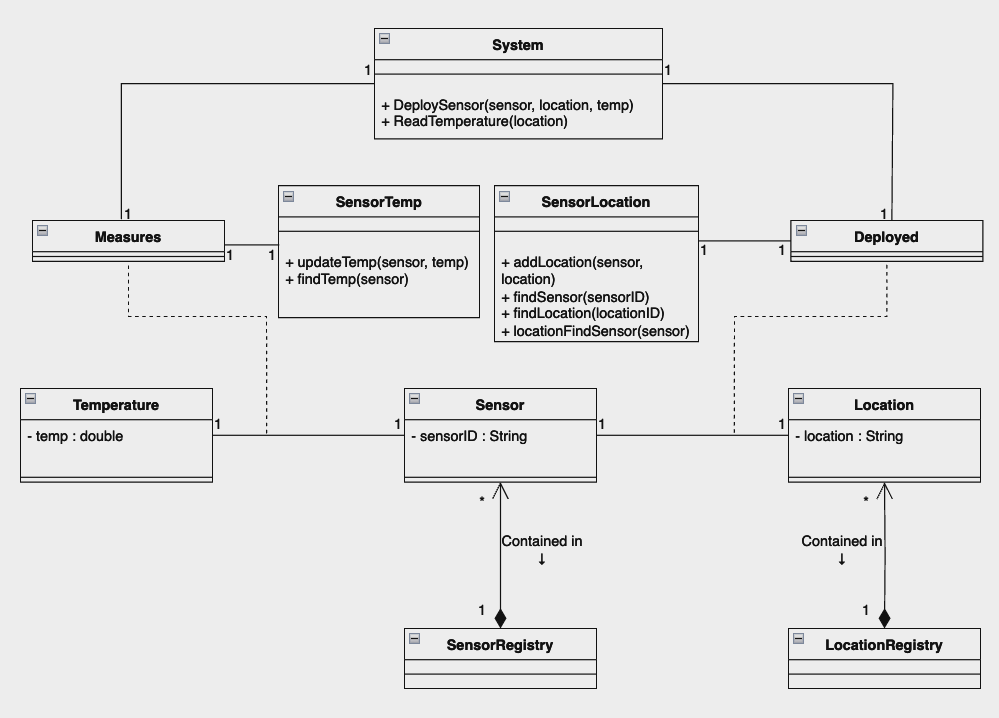 System
1
1
+ DeploySensor(sensor, location, temp)
+ ReadTemperature(location)
1
1
SensorTemp
SensorLocation
Measures
Deployed
1
1
1
1
+ updateTemp(sensor, temp)
+ findTemp(sensor)
+ addLocation(sensor,
location)
+ findSensor(sensorID)
+ findLocation(locationID)
+ locationFindSensor(sensor)
Temperature
Sensor
Location
1
1
1
1
- temp : double
- sensorID : String
- location : String
*
*
Contained in
↓
Contained in
↓
1
1
SensorRegistry
LocationRegistry